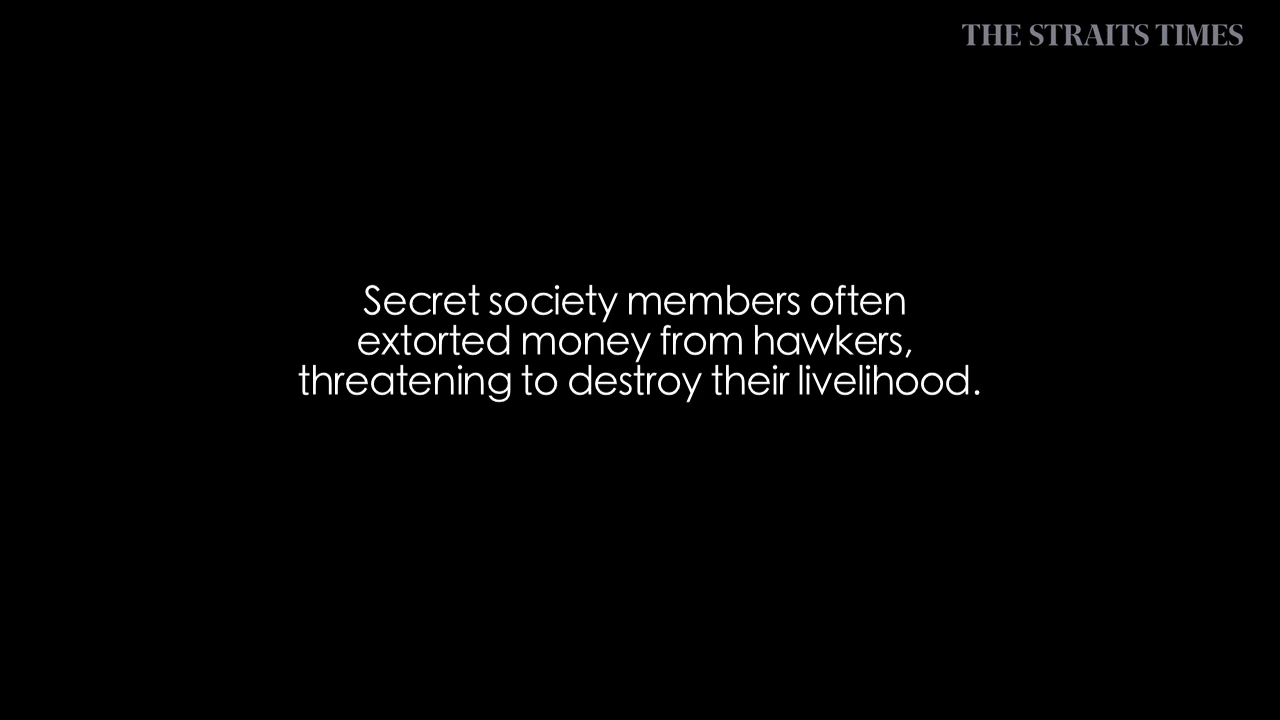 THE STRAITS TIMES
Secret society members often
extorted money from hawkers,
threatening to destroy their livelihood.